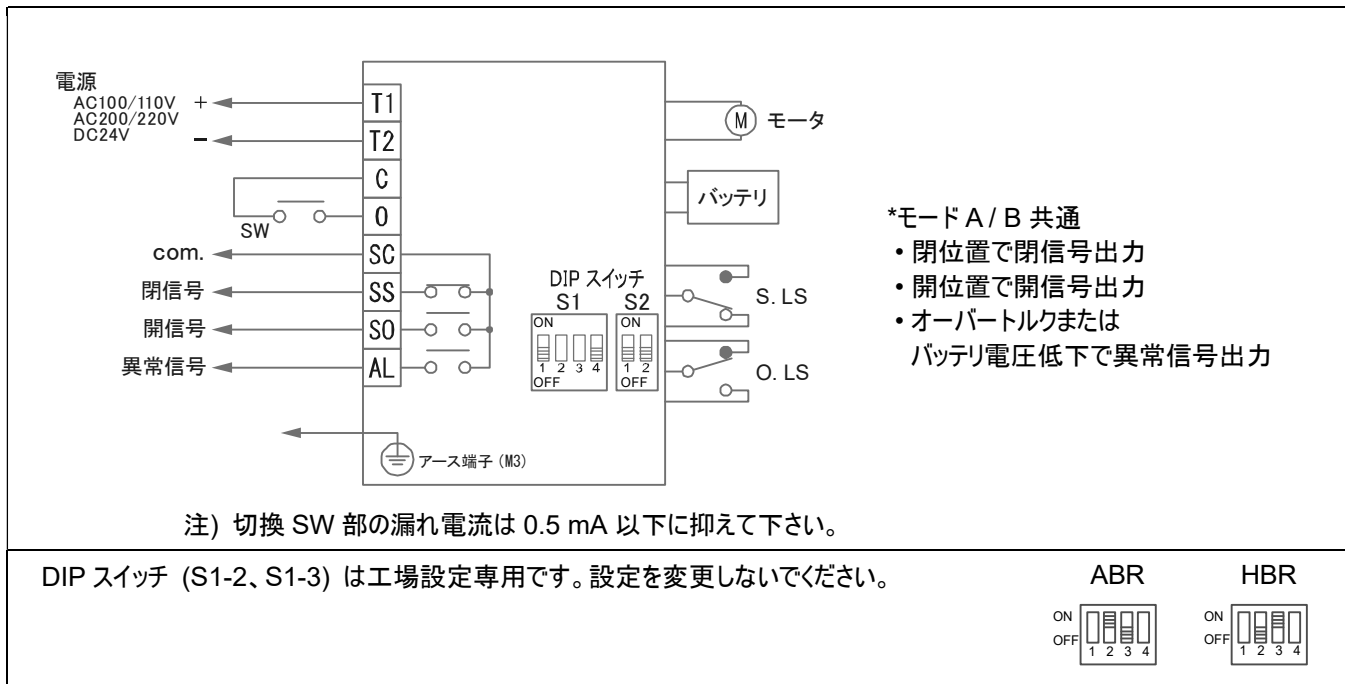 電源
AC100/110V +
AC200/220V
DC24V −
T1
T2
C
O
SW
com.
SC
閉信号
SS
開信号
SO
異常信号
AL
アース端子 (M3)
M モータ
バッテリ
DIP スイッチ
S1 S2
ON ON
1 2 3 4 1 2
OFF OFF
S. LS
O. LS
*モード A / B 共通
• 閉位置で閉信号出力
• 開位置で開信号出力
• オーバートルクまたは
バッテリ電圧低下で異常信号出力
注) 切換 SW 部の漏れ電流は 0.5 mA 以下に抑えて下さい。
DIP スイッチ (S1-2、S1-3) は工場設定専用です。設定を変更しないでください。
ABR HBR
ON ON
OFF OFF
1 2 3 4 1 2 3 4